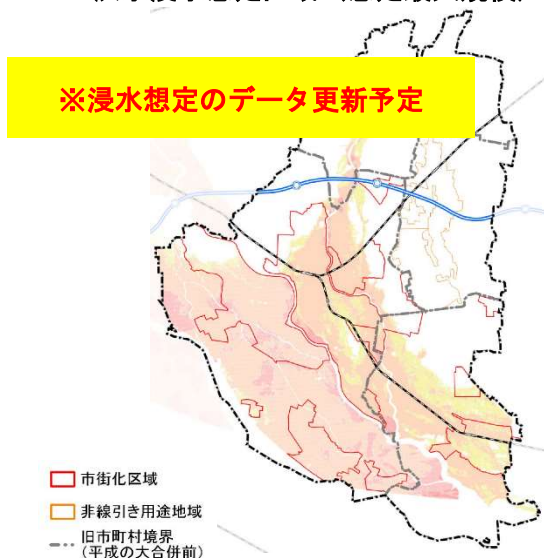 ※浸水想定のデータ更新予定
市街化区域
非線引き用途地域
旧市町村境界
(平成の大合併前)